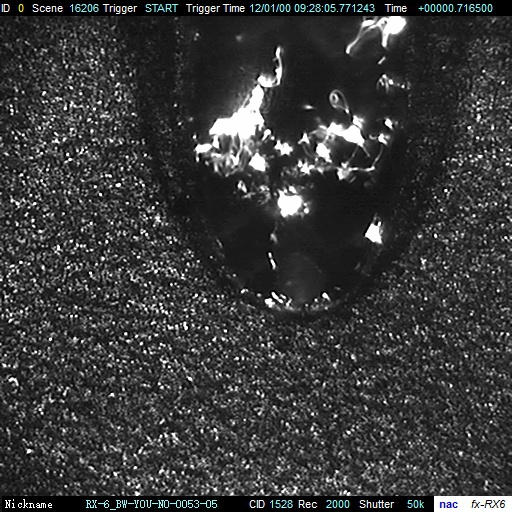 ID 0 Scene 16206 Trigger START Trigger Time 12/01/00 09:28:05.771243 Time +00000.716500
Nickname RX-6_BW-YOU-NO-0053-05 CID 1528 Rec 2000 Shutter 50k nac fx-RX6